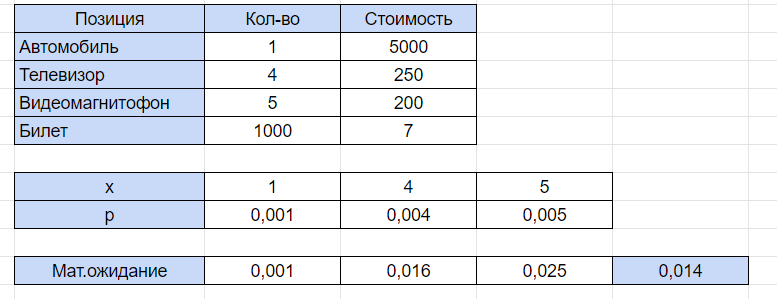 Позиция Кол-во Стоимость
Автомобиль 1 5000
Телевизор 4 250
Видеомагнитофон 5 200
Билет 1000 7
x 1 4 5
p 0,001 0,004 0,005
Мат.ожидание 0,001 0,016 0,025 0,014